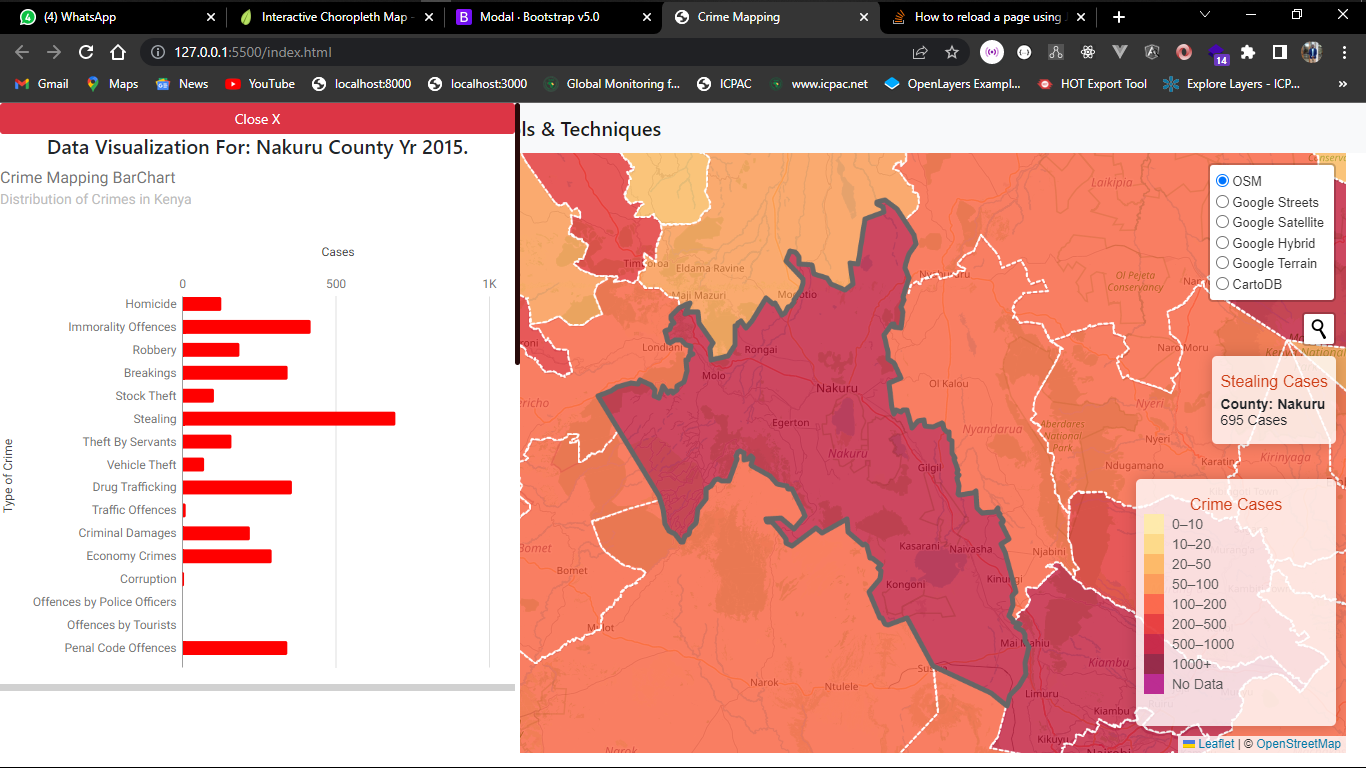 (4) WhatsApp
Interactive Choropleth Map -
Modal · Bootstrap v5.0
Crime Mapping
How to reload a page using J
127.0.0.1:5500/index.html
14
Gmail
Maps
News
YouTube
localhost:8000
localhost:3000
Global Monitoring f...
ICPAC
www.icpac.net
OpenLayers Exampl...
HOT Export Tool
Explore Layers - ICP...
»
Close X
ls & Techniques
Data Visualization For: Nakuru County Yr 2015.
Crime Mapping BarChart
Distribution of Crimes in Kenya
Cases
0
500
1K
Type of Crime
Homicide
Immorality Offences
Robbery
Breakings
Stock Theft
Stealing
Theft By Servants
Vehicle Theft
Drug Trafficking
Traffic Offences
Criminal Damages
Economy Crimes
Corruption
Offences by Police Officers
Offences by Tourists
Penal Code Offences
Laikipia
Eldama Ravine
Maji Mazuri
Londiani
Rongai
Molo
Nakuru
Egerton
Nakuru
Gilgil
Ol Kalou
Nyandarua
Ol Pejeta
Conservancy
Naro Moru
Nyeri
Aberdares
National
Park
Nyeri
Ndugamano
Karatina
Kirinyaga
ericho
Bomet
Bomet
Kasarani
Naivasha
Kongoni
Njabini
Mai Mahiu
Kiambu
Narok
Ntulele
Narok
Limuru
Kiambu
Kikuyu
Nairobi
OSM
Google Streets
Google Satellite
Google Hybrid
Google Terrain
CartoDB
Stealing Cases
County: Nakuru
695 Cases
Crime Cases
0–10
10–20
20–50
50–100
100–200
200–500
500–1000
1000+
No Data
Leaflet | © OpenStreetMap